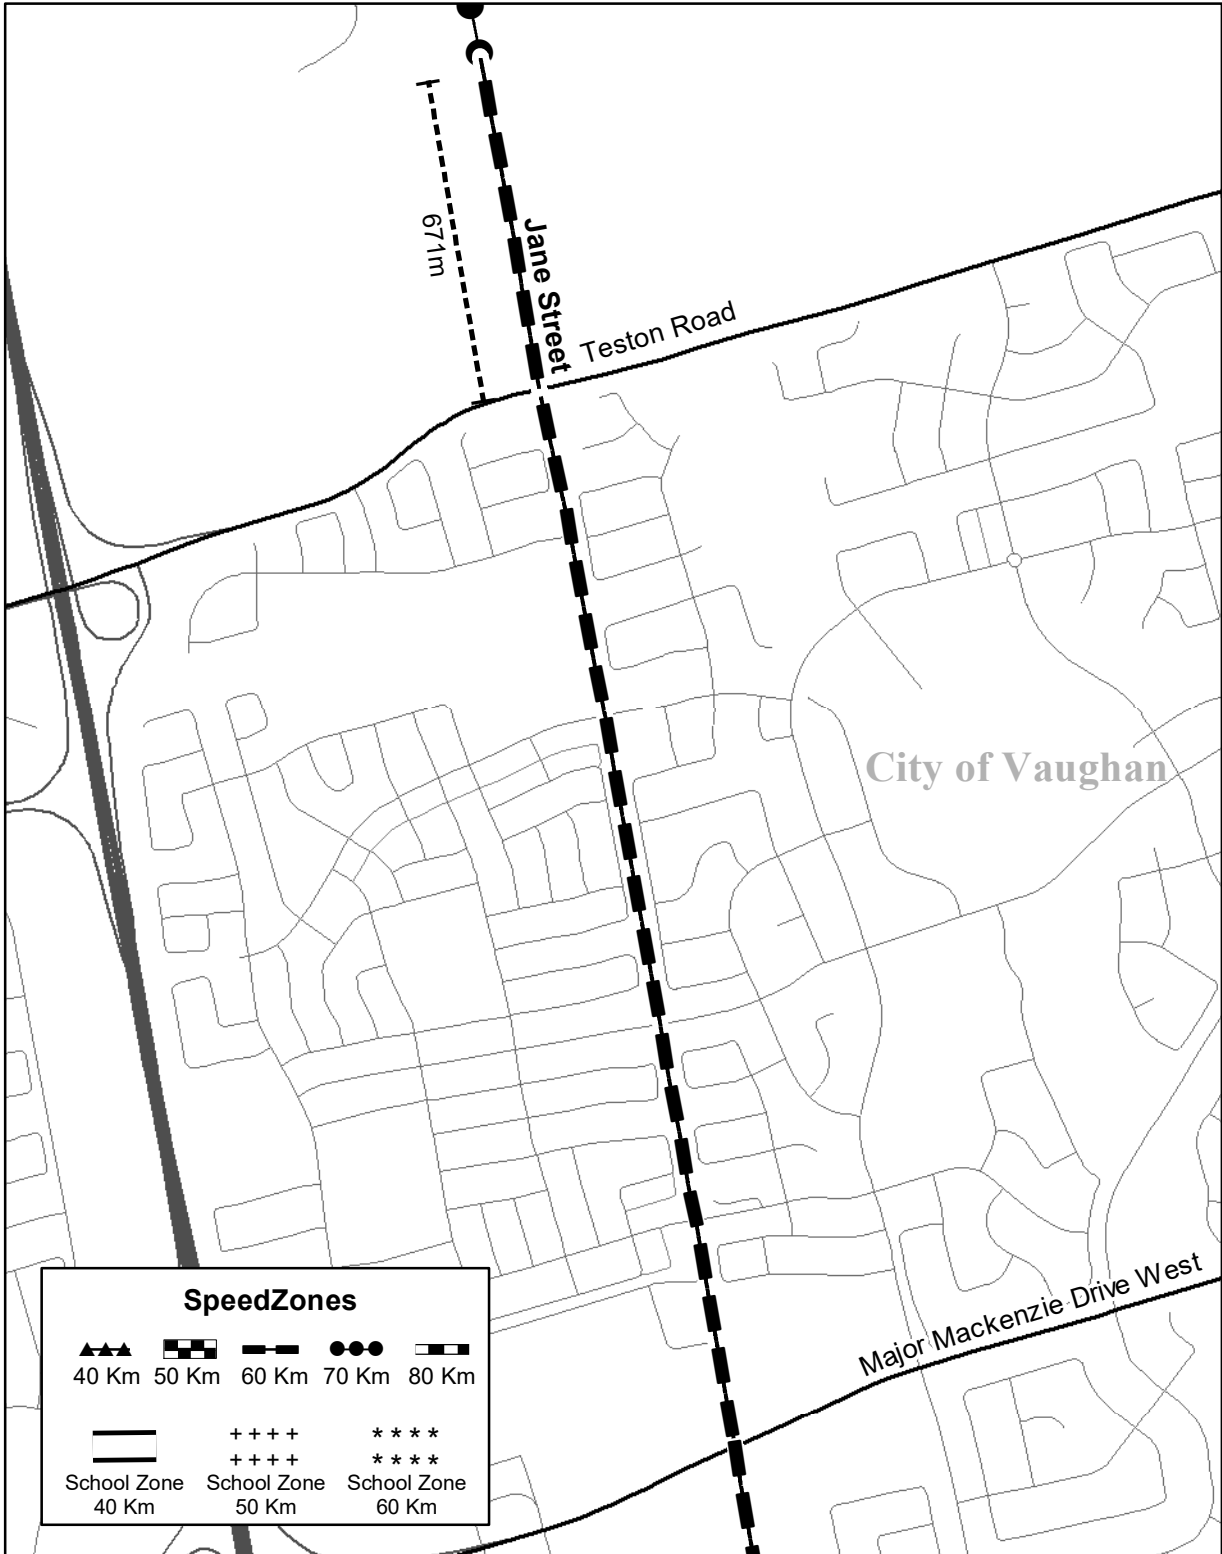 671m
Jane Street
Teston Road
City of Vaughan
Major Mackenzie Drive West
SpeedZones
40 Km 50 Km 60 Km 70 Km 80 Km
School Zone School Zone School Zone
40 Km 50 Km 60 Km